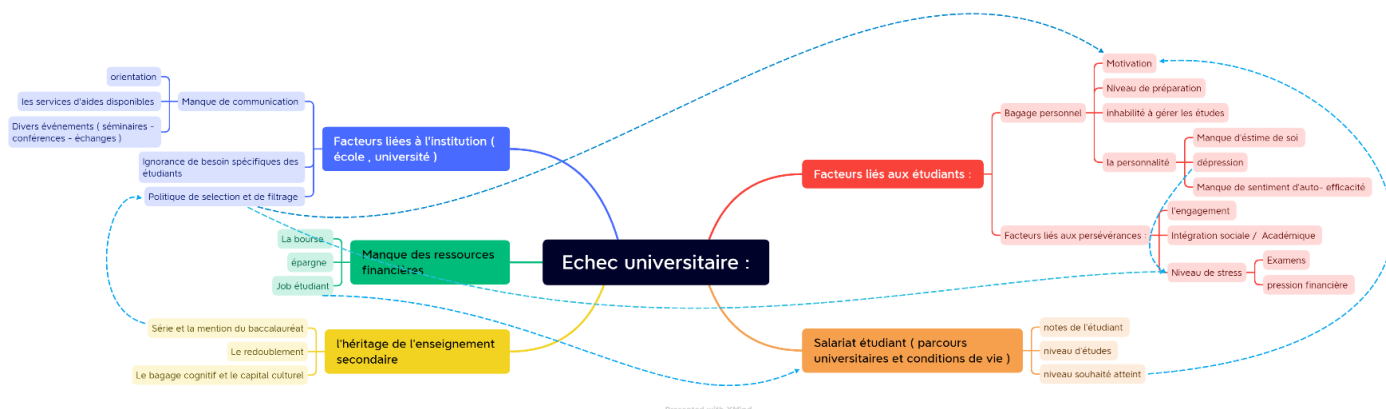 Echec universitaire :
Facteurs liées à l'institution (
école , université )
Manque de communication
orientation
les services d'aides disponibles
Divers événements ( séminaires -
conférences - échanges )
Ignorance de besoin spécifiques des
étudiants
Politique de selection et de filtrage
Manque des ressources
financières
La bourse
épargne
Job étudiant
l'héritage de l'enseignement
secondaire
Série et la mention du baccalauréat
Le redoublement
Le bagage cognitif et le capital culturel
Facteurs liés aux étudiants :
Bagage personnel
Motivation
Niveau de préparation
inhabilité à gérer les études
la personnalité
Manque d'éstime de soi
dépression
Manque de sentiment d'auto- efficacité
Facteurs liés aux persévérances :
l'engagement
Intégration sociale / Académique
Niveau de stress
Examens
pression financière
Salariat étudiant ( parcours
universitaires et conditions de vie )
notes de l'étudiant
niveau d'études
niveau souhaité atteint
Presented with XMind